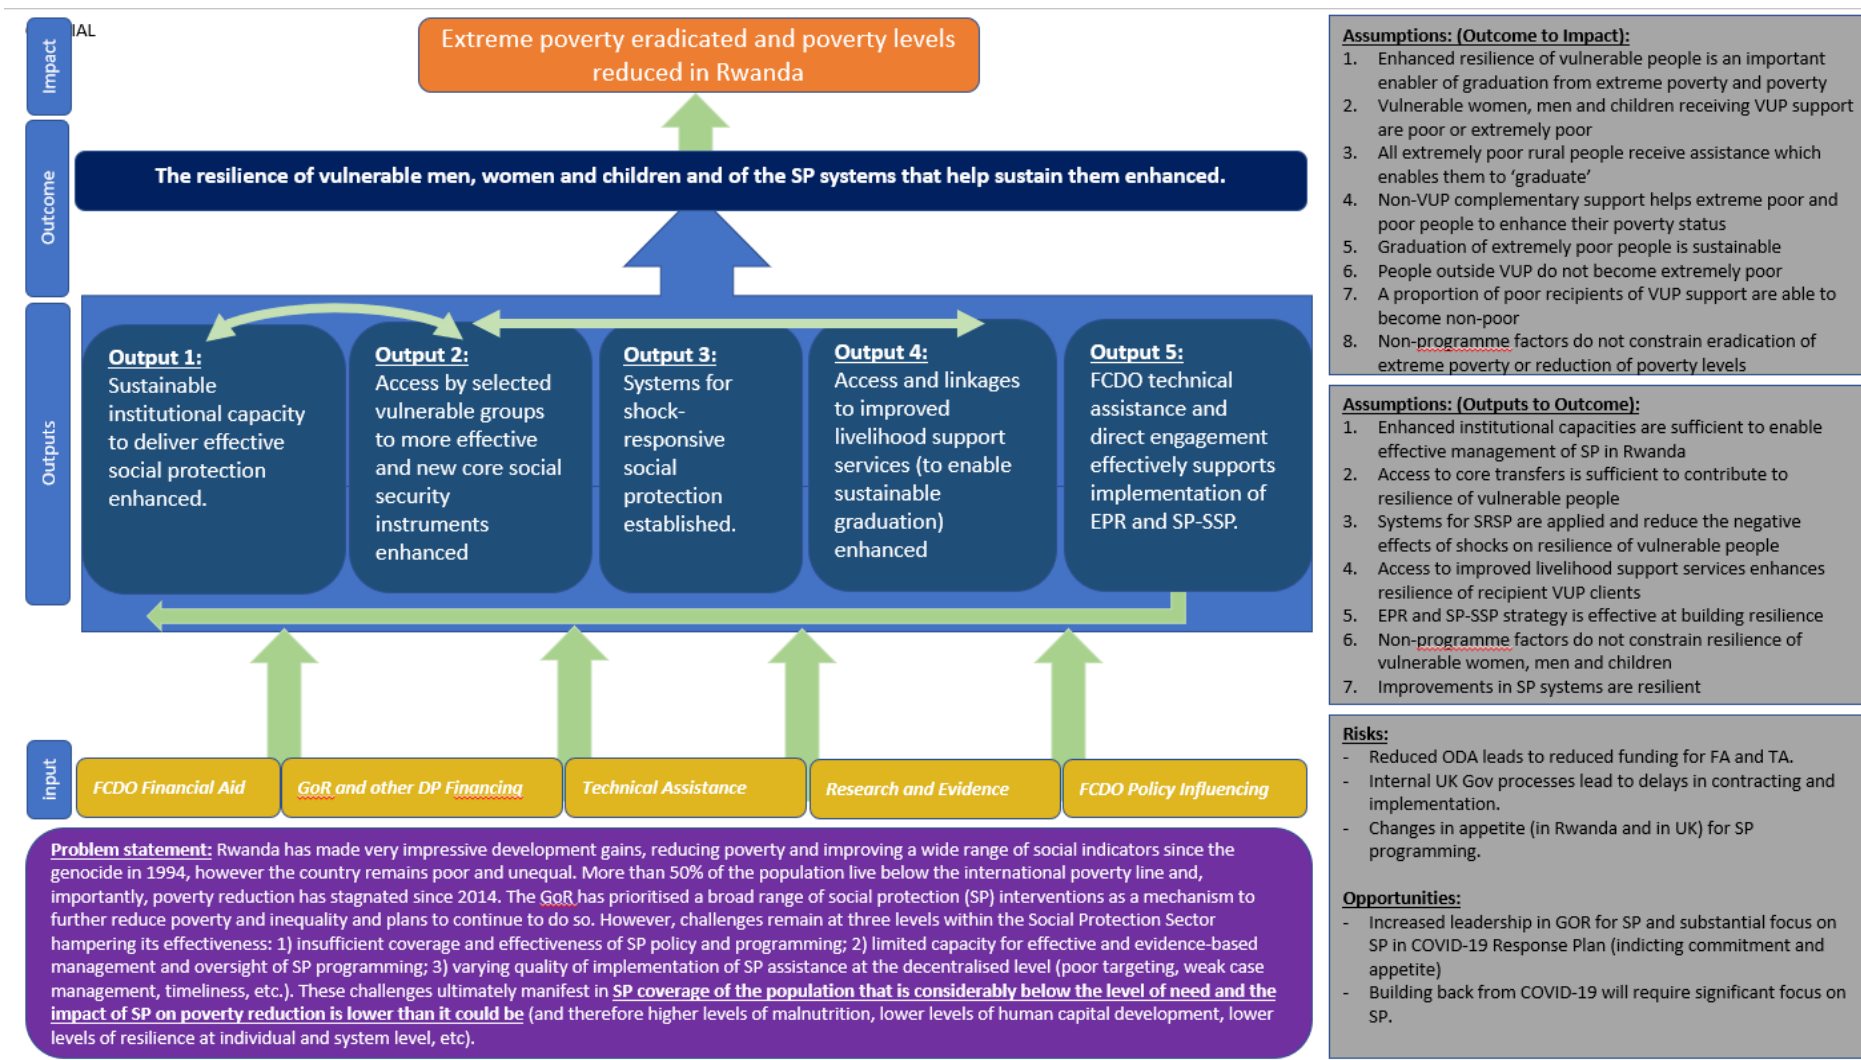 IAL
Impact
Extreme poverty eradicated and poverty levels
reduced in Rwanda
Outcome
The resilience of vulnerable men, women and children and of the SP systems that help sustain them enhanced.
Outputs
Output 1:
Sustainable
institutional capacity
to deliver effective
social protection
enhanced.
Output 2:
Access by selected
vulnerable groups
to more effective
and new core social
security
instruments
enhanced
Output 3:
Systems for
shock-
responsive
social
protection
established.
Output 4:
Access and linkages
to improved
livelihood support
services (to enable
sustainable
graduation)
enhanced
Output 5:
FCDO technical
assistance and
direct engagement
effectively supports
implementation of
EPR and SP-SSP.
input
FCDO Financial Aid
GoR and other DP Financing
Technical Assistance
Research and Evidence
FCDO Policy Influencing
Problem statement: Rwanda has made very impressive development gains, reducing poverty and improving a wide range of social indicators since the
genocide in 1994, however the country remains poor and unequal. More than 50% of the population live below the international poverty line and,
importantly, poverty reduction has stagnated since 2014. The GoR has prioritised a broad range of social protection (SP) interventions as a mechanism to
further reduce poverty and inequality and plans to continue to do so. However, challenges remain at three levels within the Social Protection Sector
hampering its effectiveness: 1) insufficient coverage and effectiveness of SP policy and programming; 2) limited capacity for effective and evidence-based
management and oversight of SP programming; 3) varying quality of implementation of SP assistance at the decentralised level (poor targeting, weak case
management, timeliness, etc.). These challenges ultimately manifest in SP coverage of the population that is considerably below the level of need and the
impact of SP on poverty reduction is lower than it could be (and therefore higher levels of malnutrition, lower levels of human capital development, lower
levels of resilience at individual and system level, etc).
Assumptions: (Outcome to Impact):
1. Enhanced resilience of vulnerable people is an important
enabler of graduation from extreme poverty and poverty
2. Vulnerable women, men and children receiving VUP support
are poor or extremely poor
3. All extremely poor rural people receive assistance which
enables them to ‘graduate’
4. Non-VUP complementary support helps extreme poor and
poor people to enhance their poverty status
5. Graduation of extremely poor people is sustainable
6. People outside VUP do not become extremely poor
7. A proportion of poor recipients of VUP support are able to
become non-poor
8. Non-programme factors do not constrain eradication of
extreme poverty or reduction of poverty levels
Assumptions: (Outputs to Outcome):
1. Enhanced institutional capacities are sufficient to enable
effective management of SP in Rwanda
2. Access to core transfers is sufficient to contribute to
resilience of vulnerable people
3. Systems for SRSP are applied and reduce the negative
effects of shocks on resilience of vulnerable people
4. Access to improved livelihood support services enhances
resilience of recipient VUP clients
5. EPR and SP-SSP strategy is effective at building resilience
6. Non-programme factors do not constrain resilience of
vulnerable women, men and children
7. Improvements in SP systems are resilient
Risks:
- Reduced ODA leads to reduced funding for FA and TA.
- Internal UK Gov processes lead to delays in contracting and
implementation.
- Changes in appetite (in Rwanda and in UK) for SP
programming.
Opportunities:
- Increased leadership in GOR for SP and substantial focus on
SP in COVID-19 Response Plan (indicting commitment and
appetite)
- Building back from COVID-19 will require significant focus on
SP.